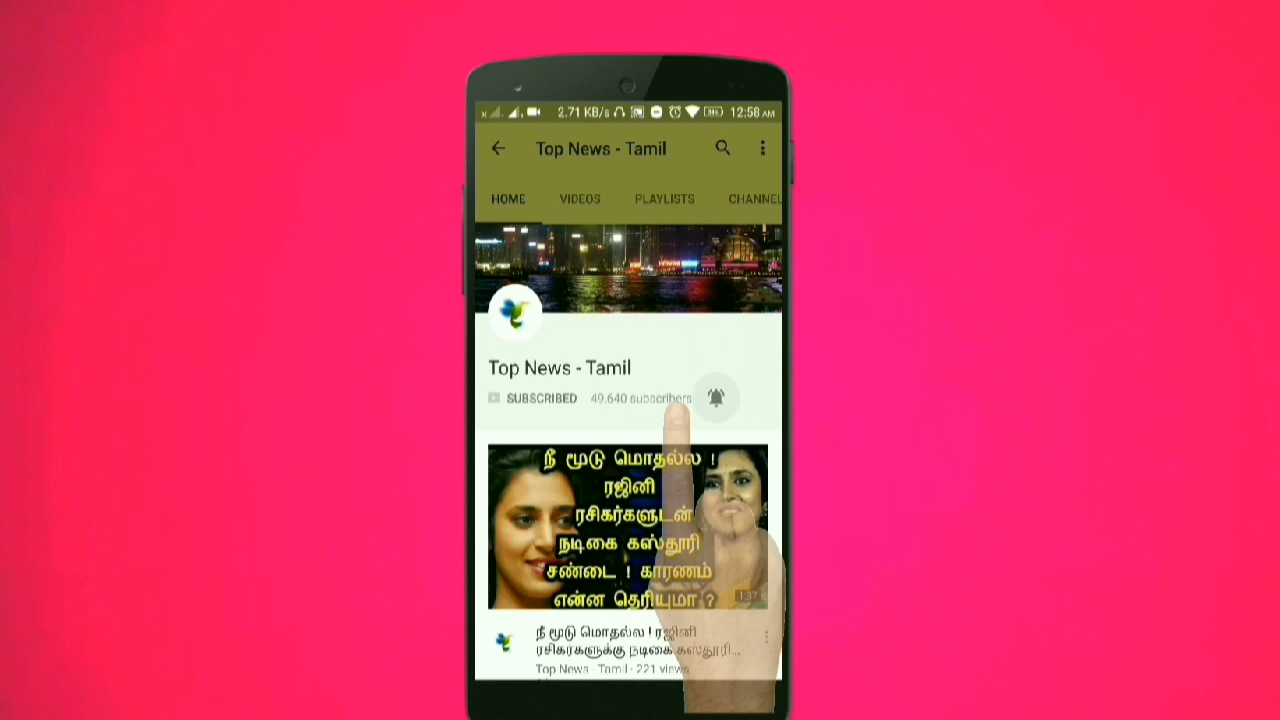 2.71 KB/s 12:58 AM
Top News - Tamil
HOME VIDEOS PLAYLISTS CHANNEL
Top News - Tamil
SUBSCRIBED 49,640 subscribers
நீ மூடு மொதல்ல !
ரஜினி
ரசிகர்களுடன்
நடிகை கஸ்தூரி
சண்டை ! காரணம்
என்ன தெரியுமா ?
1:37
நீ மூடு மொதல்ல ! ரஜினி
ரசிகர்களுக்கு நடிகை கஸ்தூரி...
Top News - Tamil · 221 views